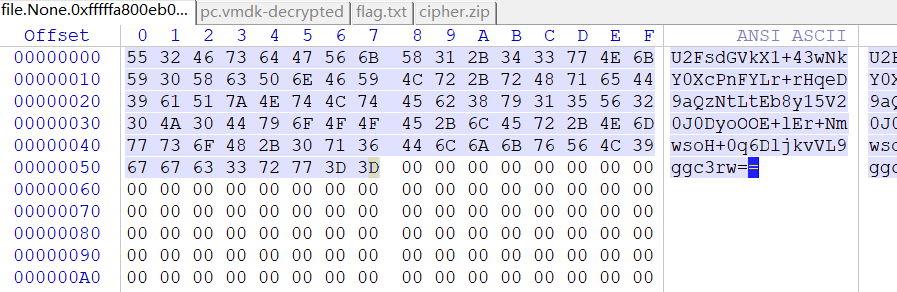 file.None.0xfffffa800eb0... pc.vmdk-decrypted flag.txt cipher.zip
Offset 0 1 2 3 4 5 6 7 8 9 A B C D E F ANSI ASCII
00000000 55 32 46 73 64 47 56 6B 58 31 2B 34 33 77 4E 6B U2FsdGVkX1+43wNk U2F
00000010 59 30 58 63 50 6E 46 59 4C 72 2B 72 48 71 65 44 Y0XcPnFYLr+rHqeD Y0X
00000020 39 61 51 7A 4E 74 4C 74 45 62 38 79 31 35 56 32 9aQzNtLtEb8y15V2 9aQ
00000030 30 4A 30 44 79 6F 4F 4F 45 2B 6C 45 72 2B 4E 6D 0J0DyoOOE+lEr+Nm 0J0
00000040 77 73 6F 48 2B 30 71 36 44 6C 6A 6B 76 56 4C 39 wsoH+0q6DljkvVL9 wso
00000050 67 67 63 33 72 77 3D 3D 00 00 00 00 00 00 00 00 ggc3rw== ggc
00000060 00 00 00 00 00 00 00 00 00 00 00 00 00 00 00 00
00000070 00 00 00 00 00 00 00 00 00 00 00 00 00 00 00 00
00000080 00 00 00 00 00 00 00 00 00 00 00 00 00 00 00 00
00000090 00 00 00 00 00 00 00 00 00 00 00 00 00 00 00 00
000000A0 00 00 00 00 00 00 00 00 00 00 00 00 00 00 00 00